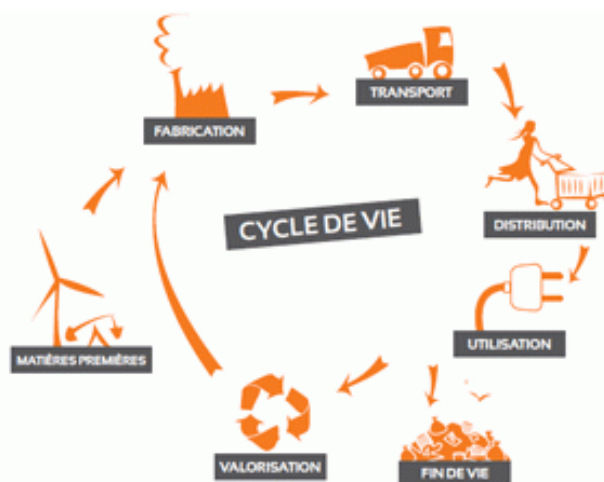 TRANSPORT
FABRICATION
CYCLE DE VIE
DISTRIBUTION
UTILISATION
MATIÈRES PREMIÈRES
VALORISATION
FIN DE VIE